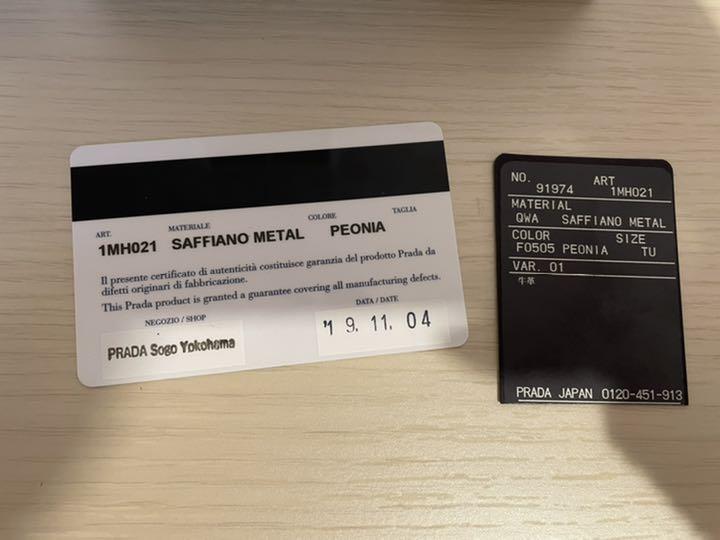 ART. MATERIALE COLORE TAGLIA
1MH021 SAFFIANO METAL PEONIA
Il presente certificato di autenticità costituisce garanzia del prodotto Prada da
difetti originari di fabbricazione.
This Prada product is granted a guarantee covering all manufacturing defects.
NEGOZIO / SHOP DATA / DATE
PRADA Sogo Yokohama '19. 11. 04
NO. ART
91974 1MH021
MATERIAL
QWA SAFFIANO METAL
COLOR SIZE
F0505 PEONIA TU
VAR. 01
牛革
PRADA JAPAN 0120-451-913